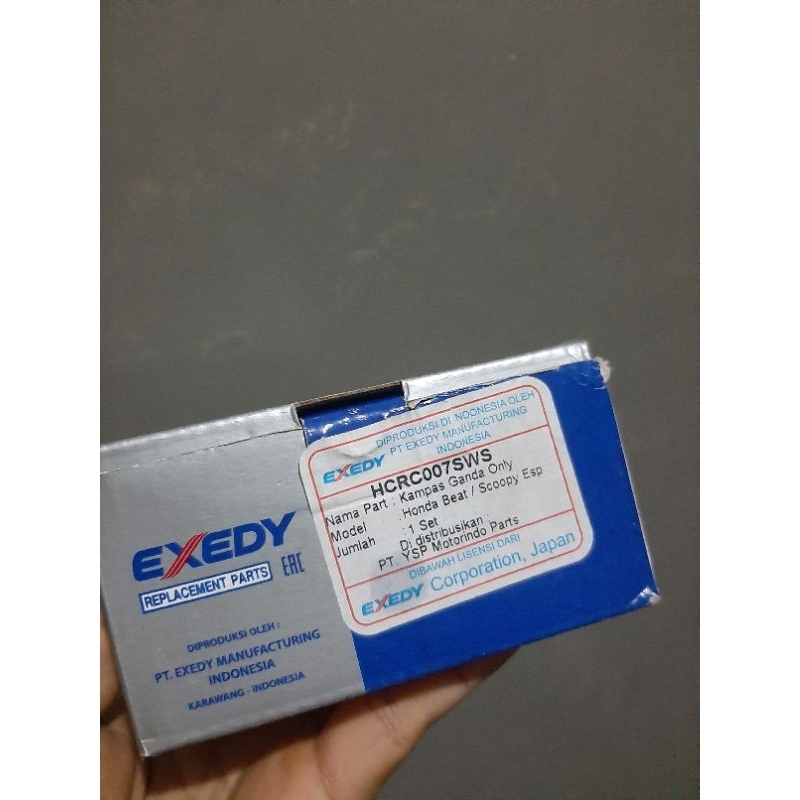 EXEDY
REPLACEMENT PARTS
EAC
DIPRODUKSI OLEH :
PT. EXEDY MANUFACTURING
INDONESIA
KARAWANG - INDONESIA
DIPRODUKSI DI INDONESIA OLEH
EXEDY PT EXEDY MANUFACTURING
INDONESIA
HCRC007SWS
Nama Part : Kampas Ganda Only
Model : Honda Beat / Scoopy Esp
Jumlah : 1 Set
Di distribusikan :
PT. YSP Motorindo Parts
DIBAWAH LISENSI DARI
EXEDY Corporation, Japan